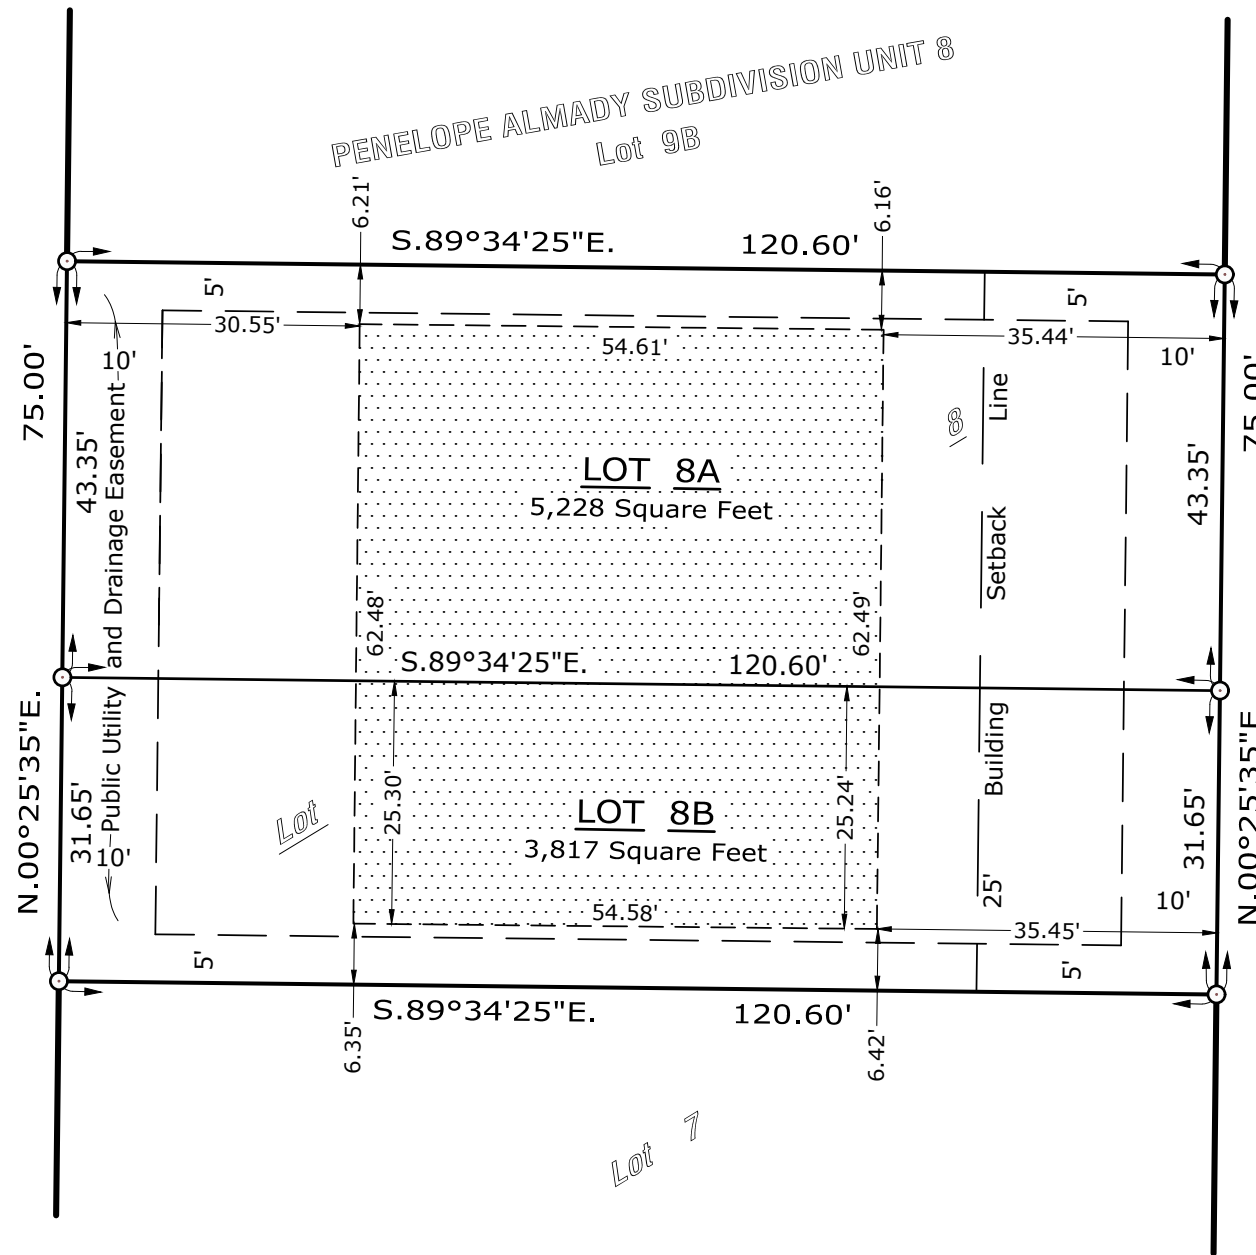 PENELOPE ALMADY SUBDIVISION UNIT 8
Lot 9B
6.21'
6.16'
S.89°34'25"E. 120.60'
5'
5'
30.55'
54.61'
35.44'
10'
10'
75.00'
75.00'
43.35'
43.35'
8
LOT 8A
5,228 Square Feet
Public Utility and Drainage Easement
25' Building Setback Line
62.48'
62.49'
S.89°34'25"E. 120.60'
N.00°25'35"E.
N.00°25'35"E.
31.65'
31.65'
25.30'
25.24'
Lot
LOT 8B
3,817 Square Feet
10'
10'
54.58'
35.45'
5'
5'
S.89°34'25"E. 120.60'
6.35'
6.42'
Lot 7